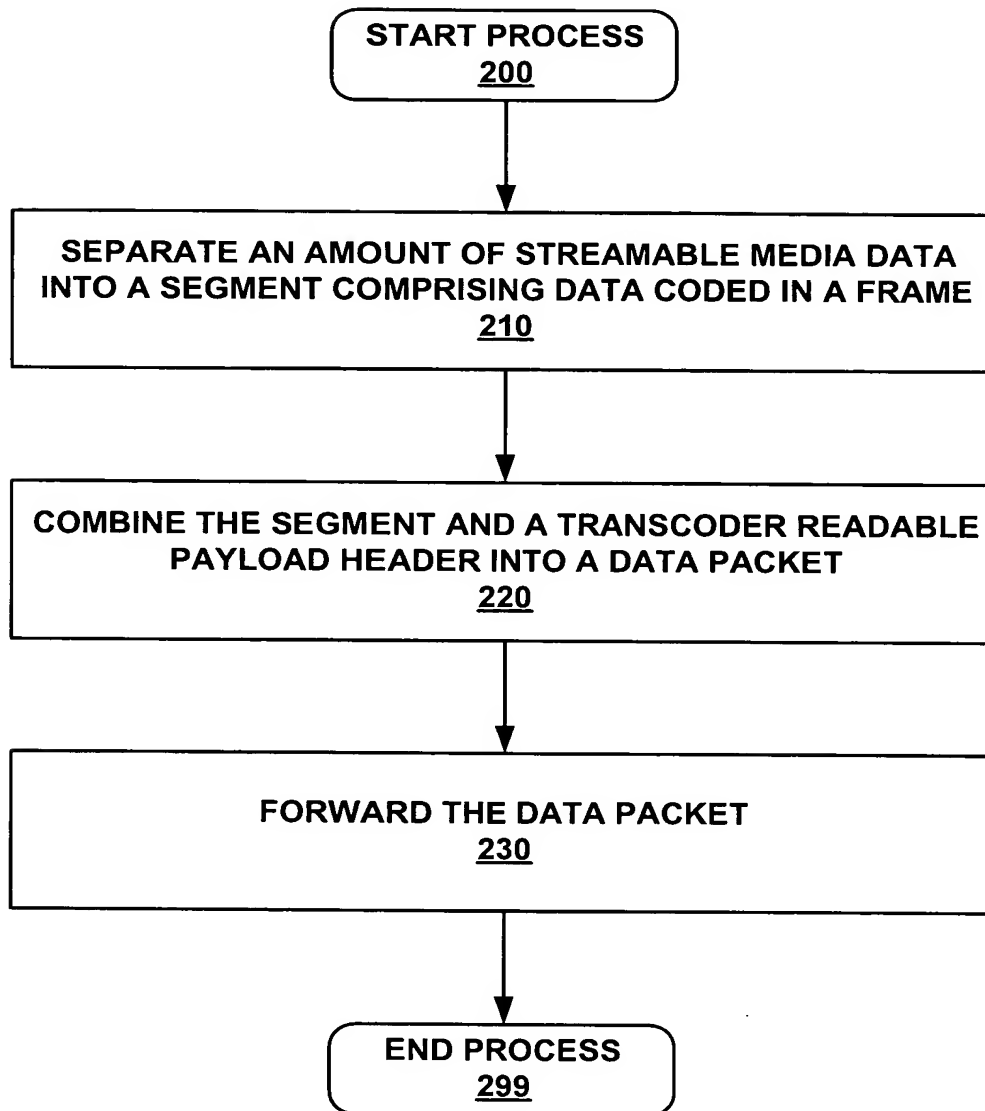 START PROCESS
200
SEPARATE AN AMOUNT OF STREAMABLE MEDIA DATA
INTO A SEGMENT COMPRISING DATA CODED IN A FRAME
210
COMBINE THE SEGMENT AND A TRANSCODER READABLE
PAYLOAD HEADER INTO A DATA PACKET
220
FORWARD THE DATA PACKET
230
END PROCESS
299